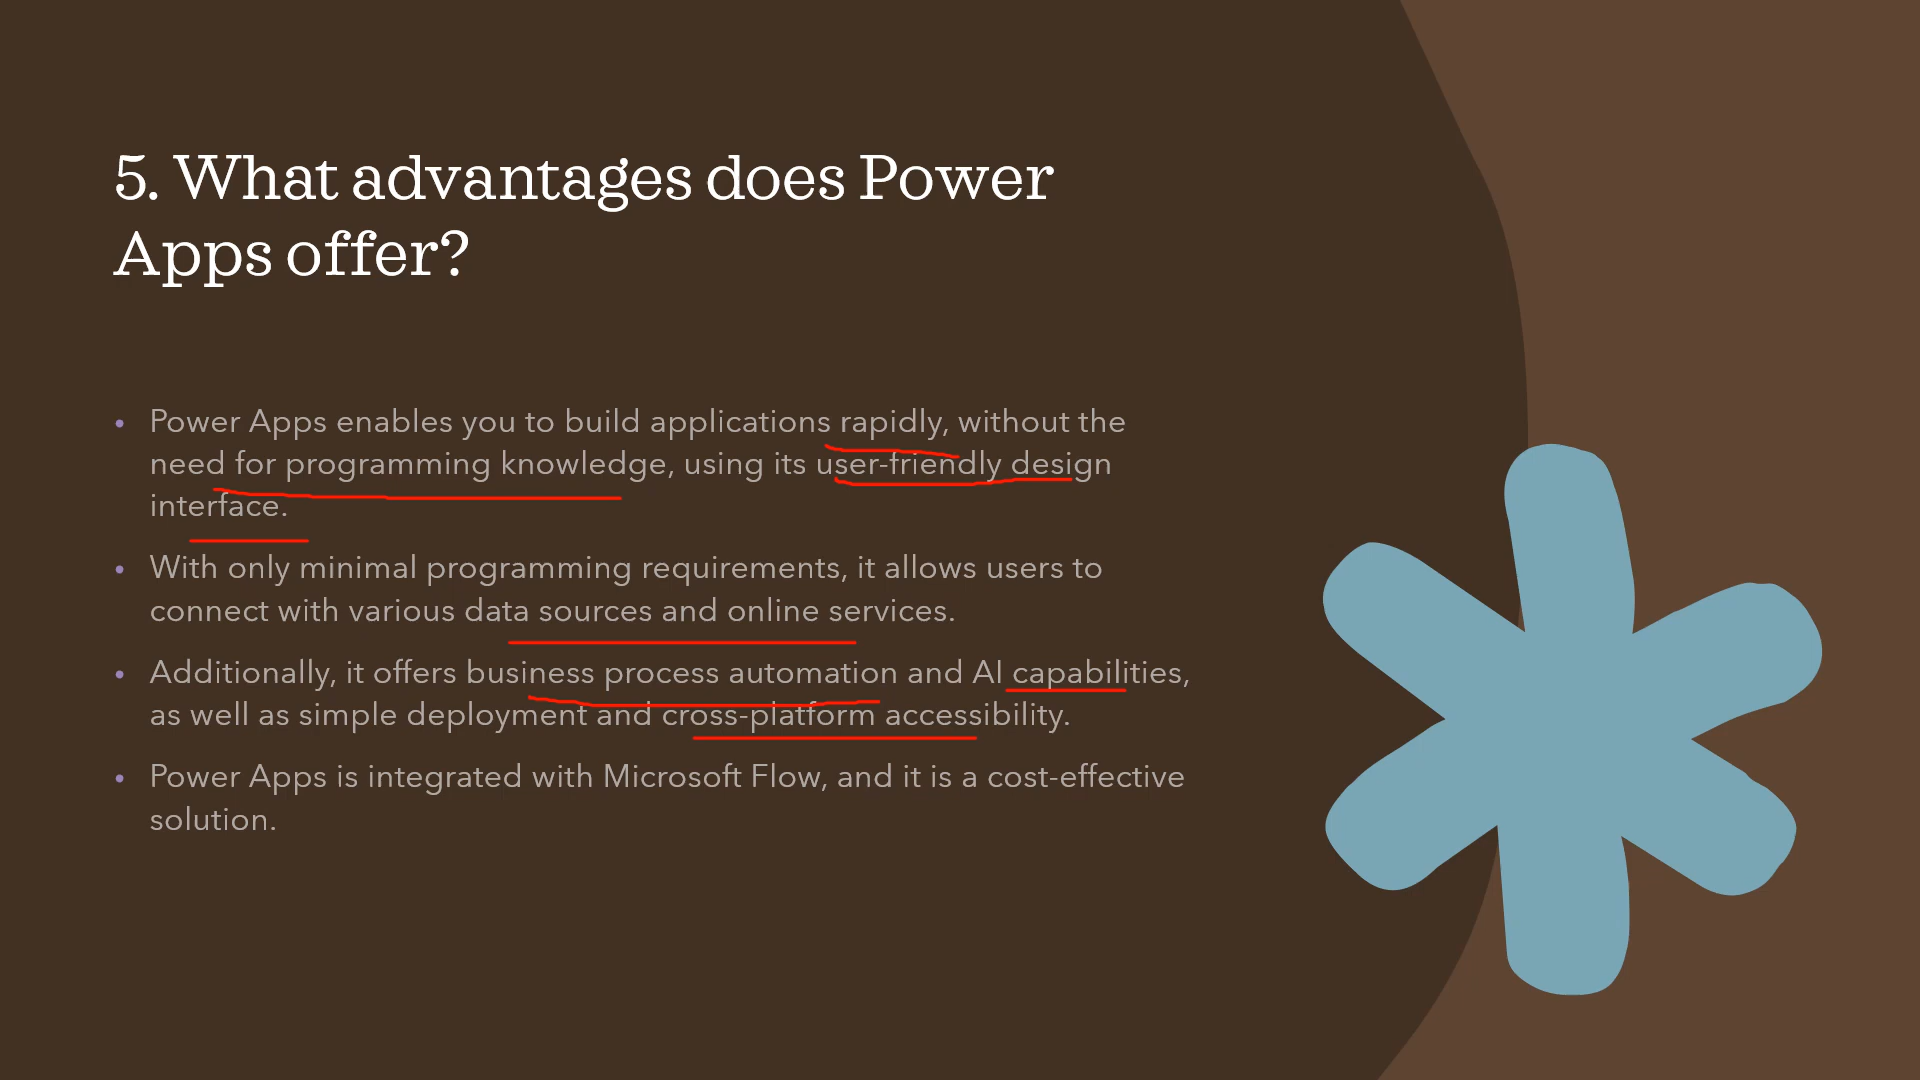 5. What advantages does Power
Apps offer?
• Power Apps enables you to build applications rapidly, without the
need for programming knowledge, using its user-friendly design
interface.
• With only minimal programming requirements, it allows users to
connect with various data sources and online services.
• Additionally, it offers business process automation and AI capabilities,
as well as simple deployment and cross-platform accessibility.
• Power Apps is integrated with Microsoft Flow, and it is a cost-effective
solution.